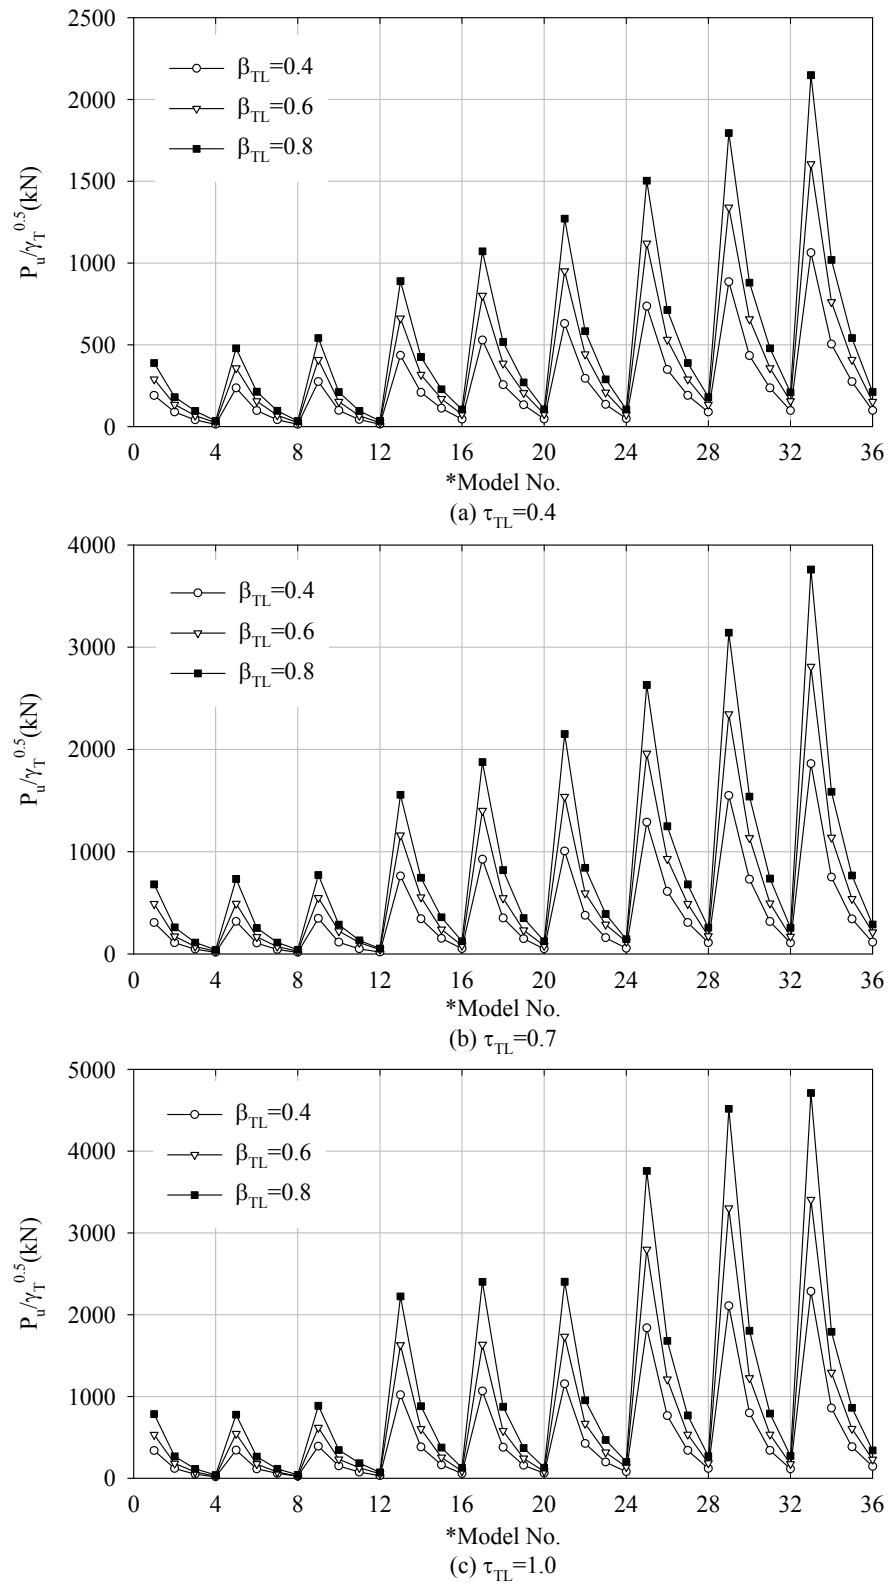 2500
2000
1500
1000
500
0
P_u/γ_T^0.5(kN)
β_TL=0.4
β_TL=0.6
β_TL=0.8
0 4 8 12 16 20 24 28 32 36
*Model No.
(a) τ_TL=0.4
4000
3000
2000
1000
0
P_u/γ_T^0.5(kN)
β_TL=0.4
β_TL=0.6
β_TL=0.8
0 4 8 12 16 20 24 28 32 36
*Model No.
(b) τ_TL=0.7
5000
4000
3000
2000
1000
0
P_u/γ_T^0.5(kN)
β_TL=0.4
β_TL=0.6
β_TL=0.8
0 4 8 12 16 20 24 28 32 36
*Model No.
(c) τ_TL=1.0